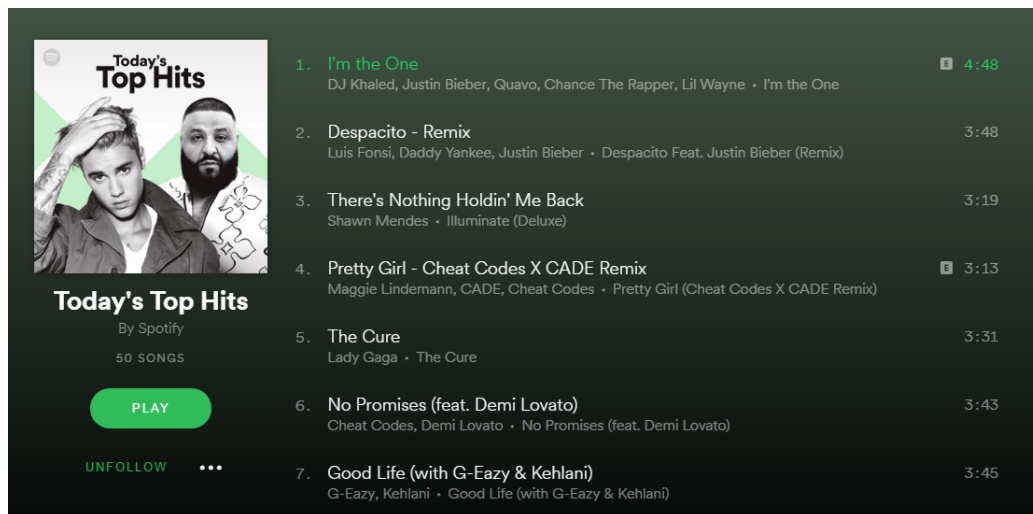 Today's
Top Hits
Today's Top Hits
By Spotify
50 SONGS
PLAY
UNFOLLOW
1. I'm the One E 4:48
DJ Khaled, Justin Bieber, Quavo, Chance The Rapper, Lil Wayne • I'm the One
2. Despacito - Remix 3:48
Luis Fonsi, Daddy Yankee, Justin Bieber • Despacito Feat. Justin Bieber (Remix)
3. There's Nothing Holdin' Me Back 3:19
Shawn Mendes • Illuminate (Deluxe)
4. Pretty Girl - Cheat Codes X CADE Remix E 3:13
Maggie Lindemann, CADE, Cheat Codes • Pretty Girl (Cheat Codes X CADE Remix)
5. The Cure 3:31
Lady Gaga • The Cure
6. No Promises (feat. Demi Lovato) 3:43
Cheat Codes, Demi Lovato • No Promises (feat. Demi Lovato)
7. Good Life (with G-Eazy & Kehlani) 3:45
G-Eazy, Kehlani • Good Life (with G-Eazy & Kehlani)